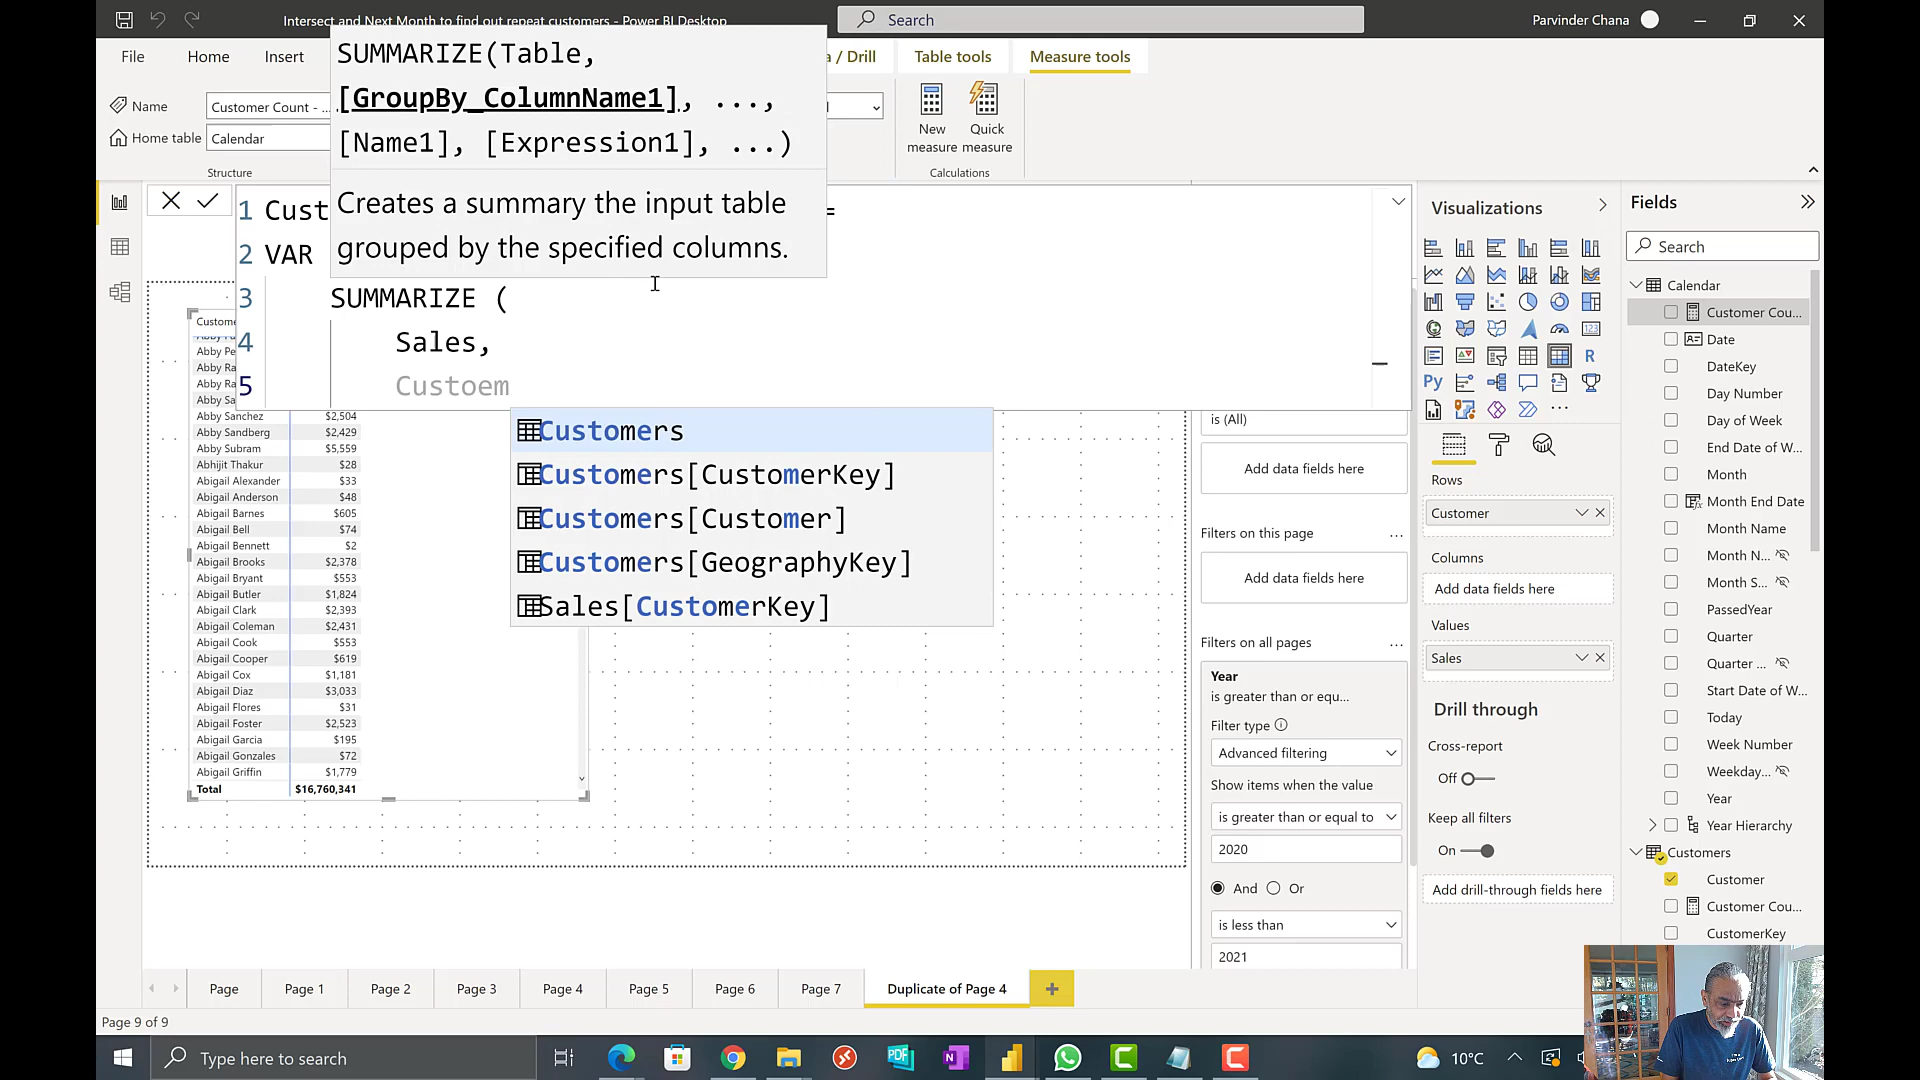 Intersect and Next Month to find out repeat customers - Power BI Desktop
Search
Parvinder Chana
File
Home
Insert
a / Drill
Table tools
Measure tools
Name
Customer Count - ...
Home table
Calendar
Structure
New measure
Quick measure
Calculations
SUMMARIZE(Table,
[GroupBy_ColumnName1], ...,
[Name1], [Expression1], ...)
Creates a summary the input table
grouped by the specified columns.
1 Cust
=
2 VAR
3 SUMMARIZE (
4 Sales,
5 Custoem
Customers
Customers[CustomerKey]
Customers[Customer]
Customers[GeographyKey]
Sales[CustomerKey]
Custome
Abby Pe
Abby Ra
Abby Ra
Abby Ra
Abby Sa
Abby Sanchez $2,504
Abby Sandberg $2,429
Abby Subram $5,559
Abhijit Thakur $28
Abigail Alexander $33
Abigail Anderson $48
Abigail Barnes $605
Abigail Bell $74
Abigail Bennett $2
Abigail Brooks $2,378
Abigail Bryant $553
Abigail Butler $1,824
Abigail Clark $2,393
Abigail Coleman $2,431
Abigail Cook $553
Abigail Cooper $619
Abigail Cox $1,181
Abigail Diaz $3,033
Abigail Flores $31
Abigail Foster $2,523
Abigail Garcia $195
Abigail Gonzales $72
Abigail Griffin $1,779
Total $16,760,341
is (All)
Add data fields here
Filters on this page ...
Add data fields here
Filters on all pages ...
Year
is greater than or equ...
Filter type
Advanced filtering
Show items when the value
is greater than or equal to
2020
And Or
is less than
2021
Visualizations
Py
R
123
...
Rows
Customer
Columns
Add data fields here
Values
Sales
Drill through
Cross-report
Off
Keep all filters
On
Add drill-through fields here
Fields
Search
Calendar
Customer Cou...
Date
DateKey
Day Number
Day of Week
End Date of W...
Month
Month End Date
Month Name
Month N...
Month S...
PassedYear
Quarter
Quarter ...
Start Date of W...
Today
Week Number
Weekday...
Year
Year Hierarchy
Customers
Customer
Customer Cou...
CustomerKey
Page
Page 1
Page 2
Page 3
Page 4
Page 5
Page 6
Page 7
Duplicate of Page 4
+
Page 9 of 9
Type here to search
PDF
N
10°C